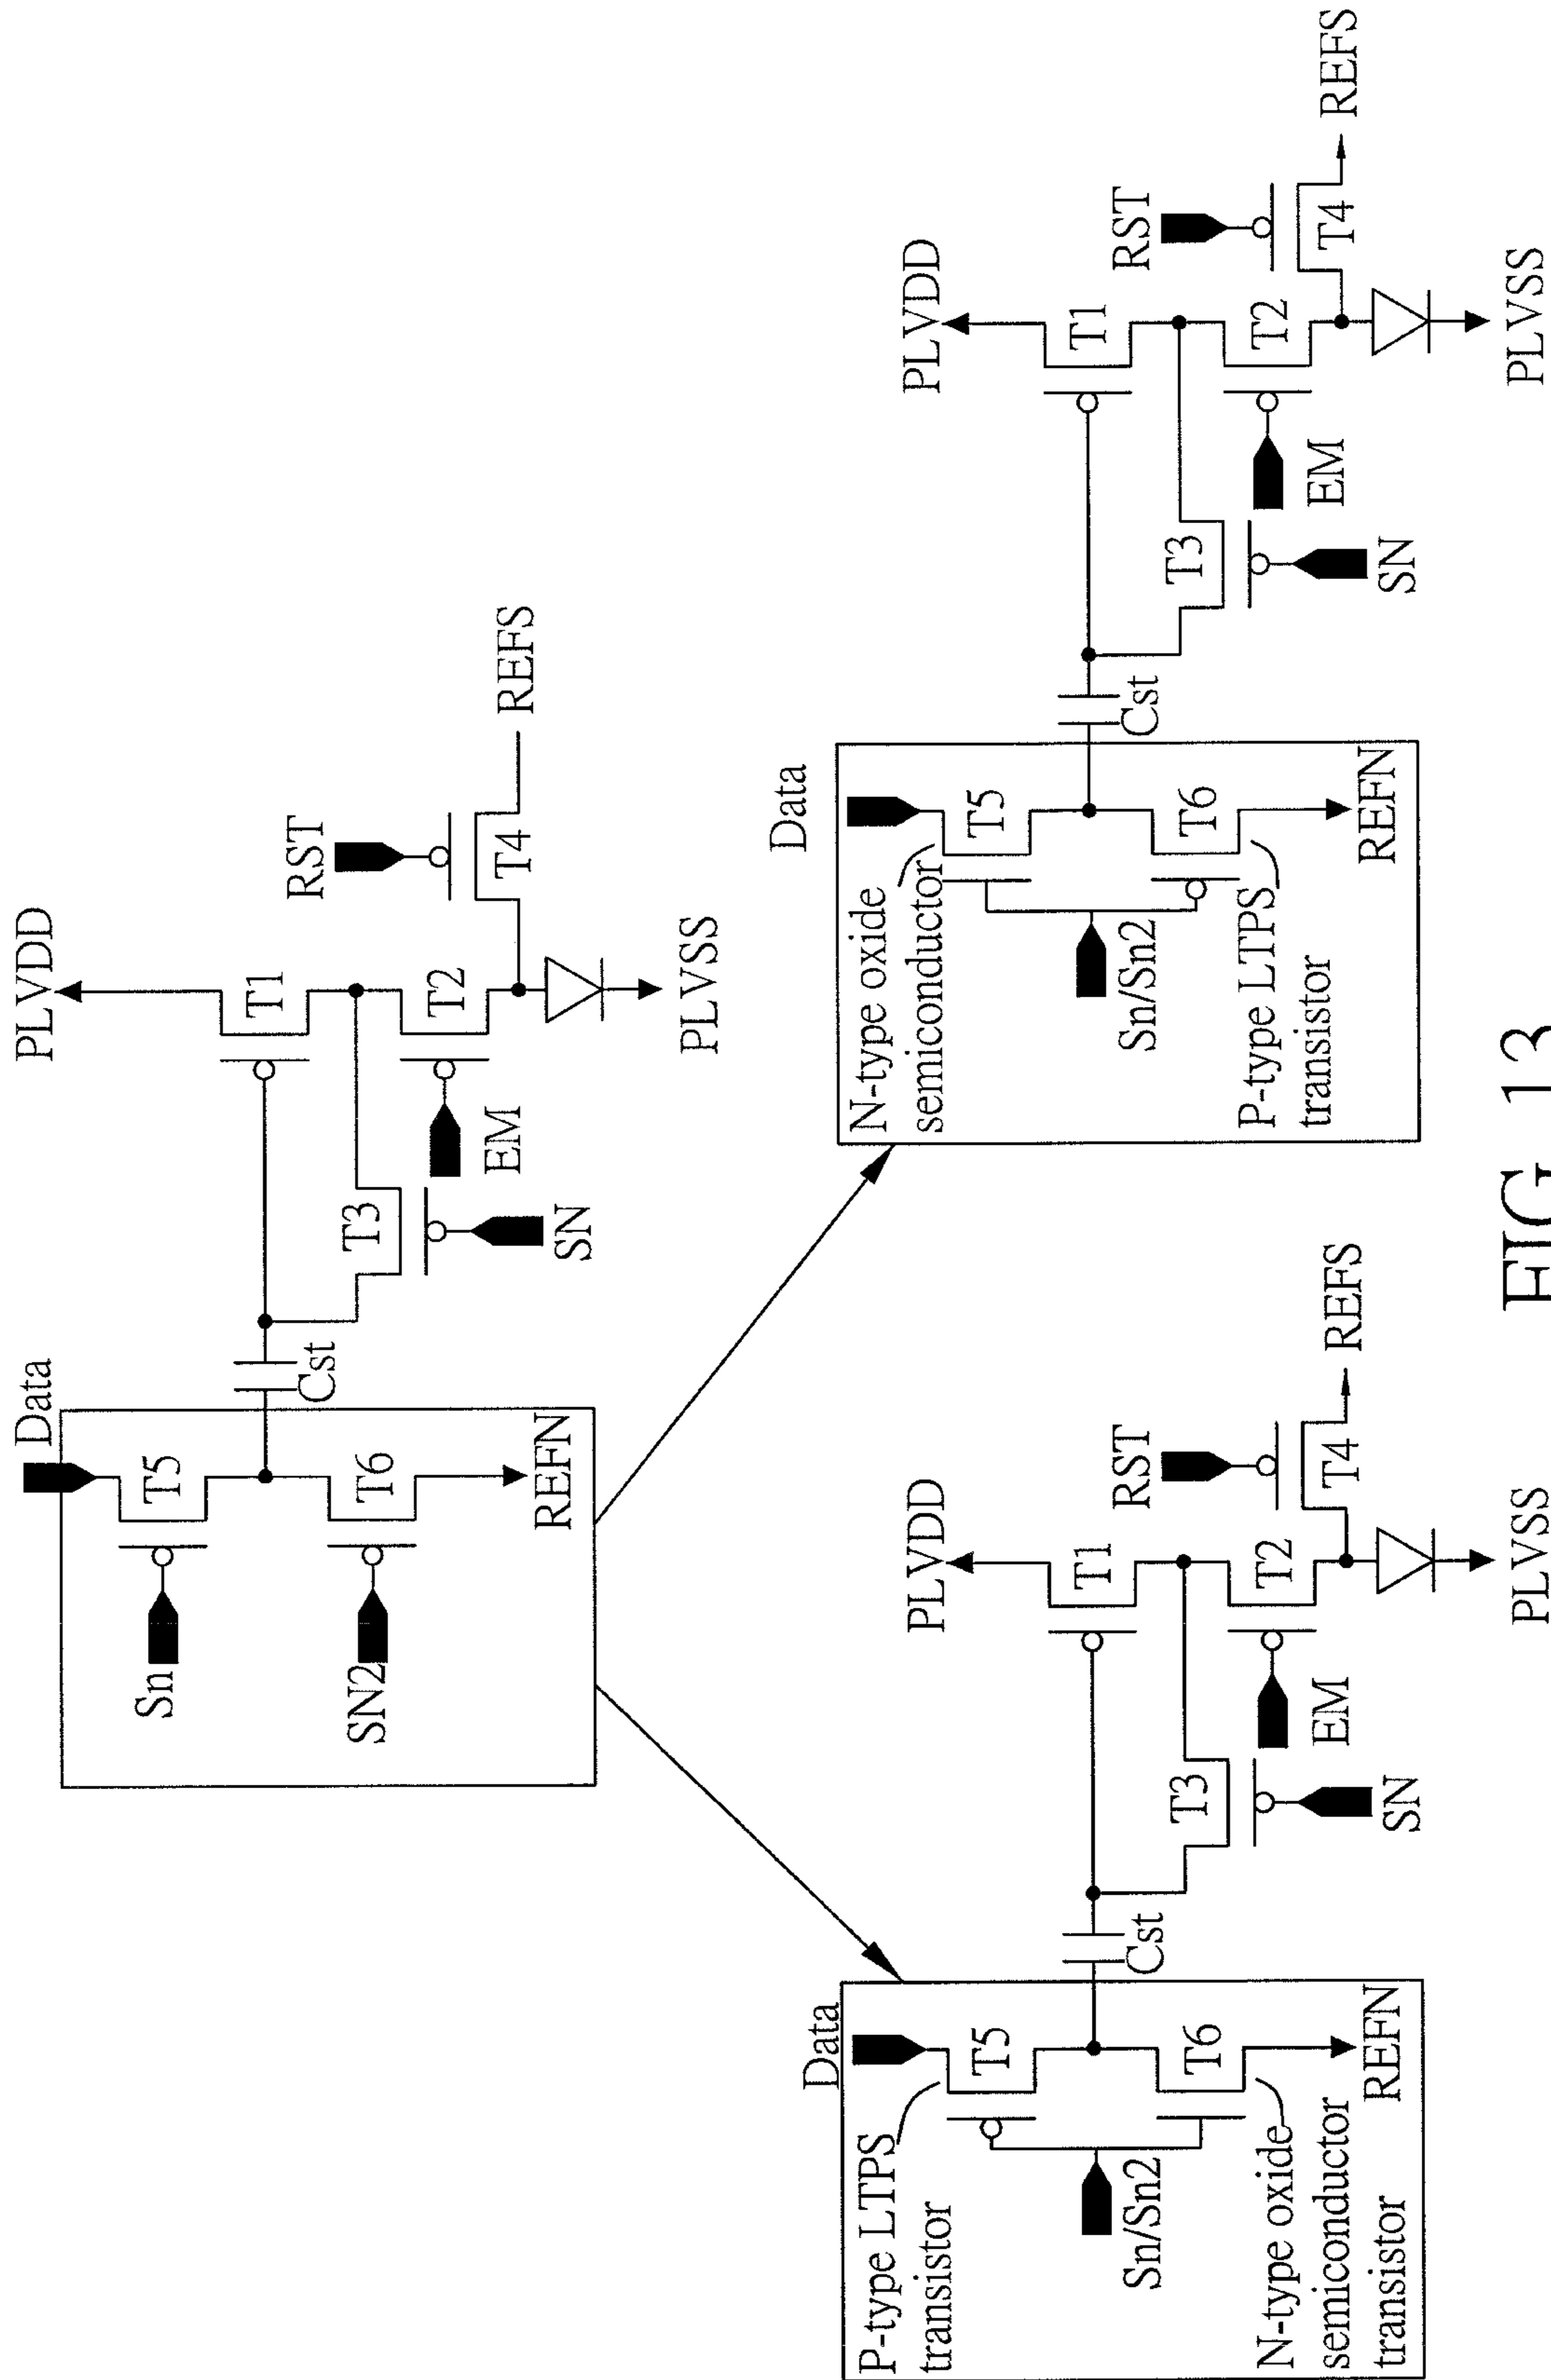 PLVDD
Data
T5
Sn
T6
SN2
REFN
Cst
T1
T3
SN
T2
EM
RST
T4
REFS
PLVSS
Data
P-type LTPS
transistor
T5
Sn/Sn2
T6
N-type oxide
semiconductor
transistor
REFN
Cst
PLVDD
T1
T3
SN
T2
EM
RST
T4
REFS
PLVSS
Data
N-type oxide
semiconductor
T5
Sn/Sn2
T6
P-type LTPS
transistor
REFN
Cst
PLVDD
T1
T3
SN
T2
EM
RST
T4
REFS
PLVSS
FIG. 13